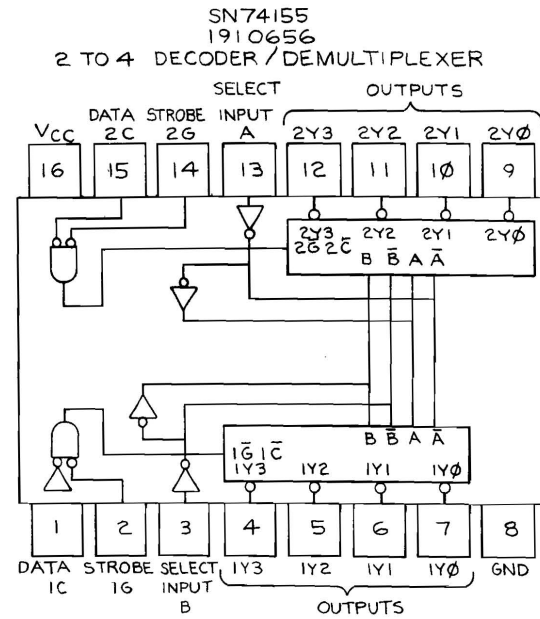 SN74155
1910656
2 TO 4 DECODER/DEMULTIPLEXER
SELECT OUTPUTS
DATA STROBE INPUT
VCC 2C 2G A 2Y3 2Y2 2Y1 2YØ
16 15 14 13 12 11 10 9
2Y3 2Y2 2Y1 2YØ
2G̅ 2C̅
B B̅ A A̅
B B̅ A A̅
1G̅ 1C̅
1Y3 1Y2 1Y1 1YØ
1 2 3 4 5 6 7 8
DATA STROBE SELECT 1Y3 1Y2 1Y1 1YØ GND
1C 1G INPUT
B OUTPUTS